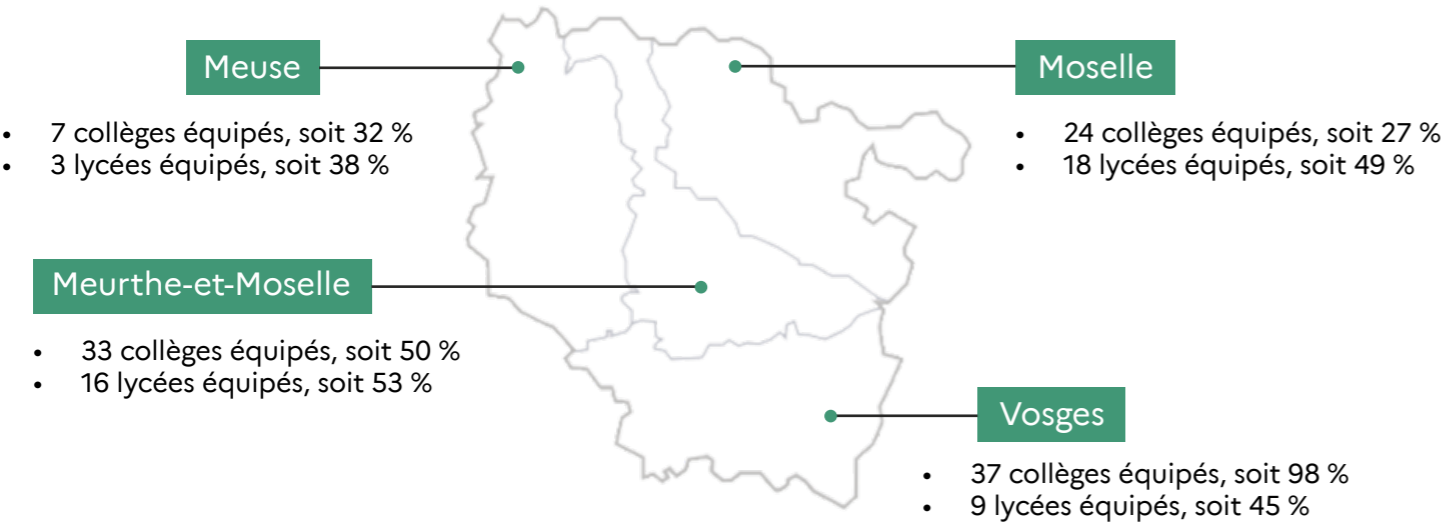 Meuse
• 7 collèges équipés, soit 32 %
• 3 lycées équipés, soit 38 %
Moselle
• 24 collèges équipés, soit 27 %
• 18 lycées équipés, soit 49 %
Meurthe-et-Moselle
• 33 collèges équipés, soit 50 %
• 16 lycées équipés, soit 53 %
Vosges
• 37 collèges équipés, soit 98 %
• 9 lycées équipés, soit 45 %